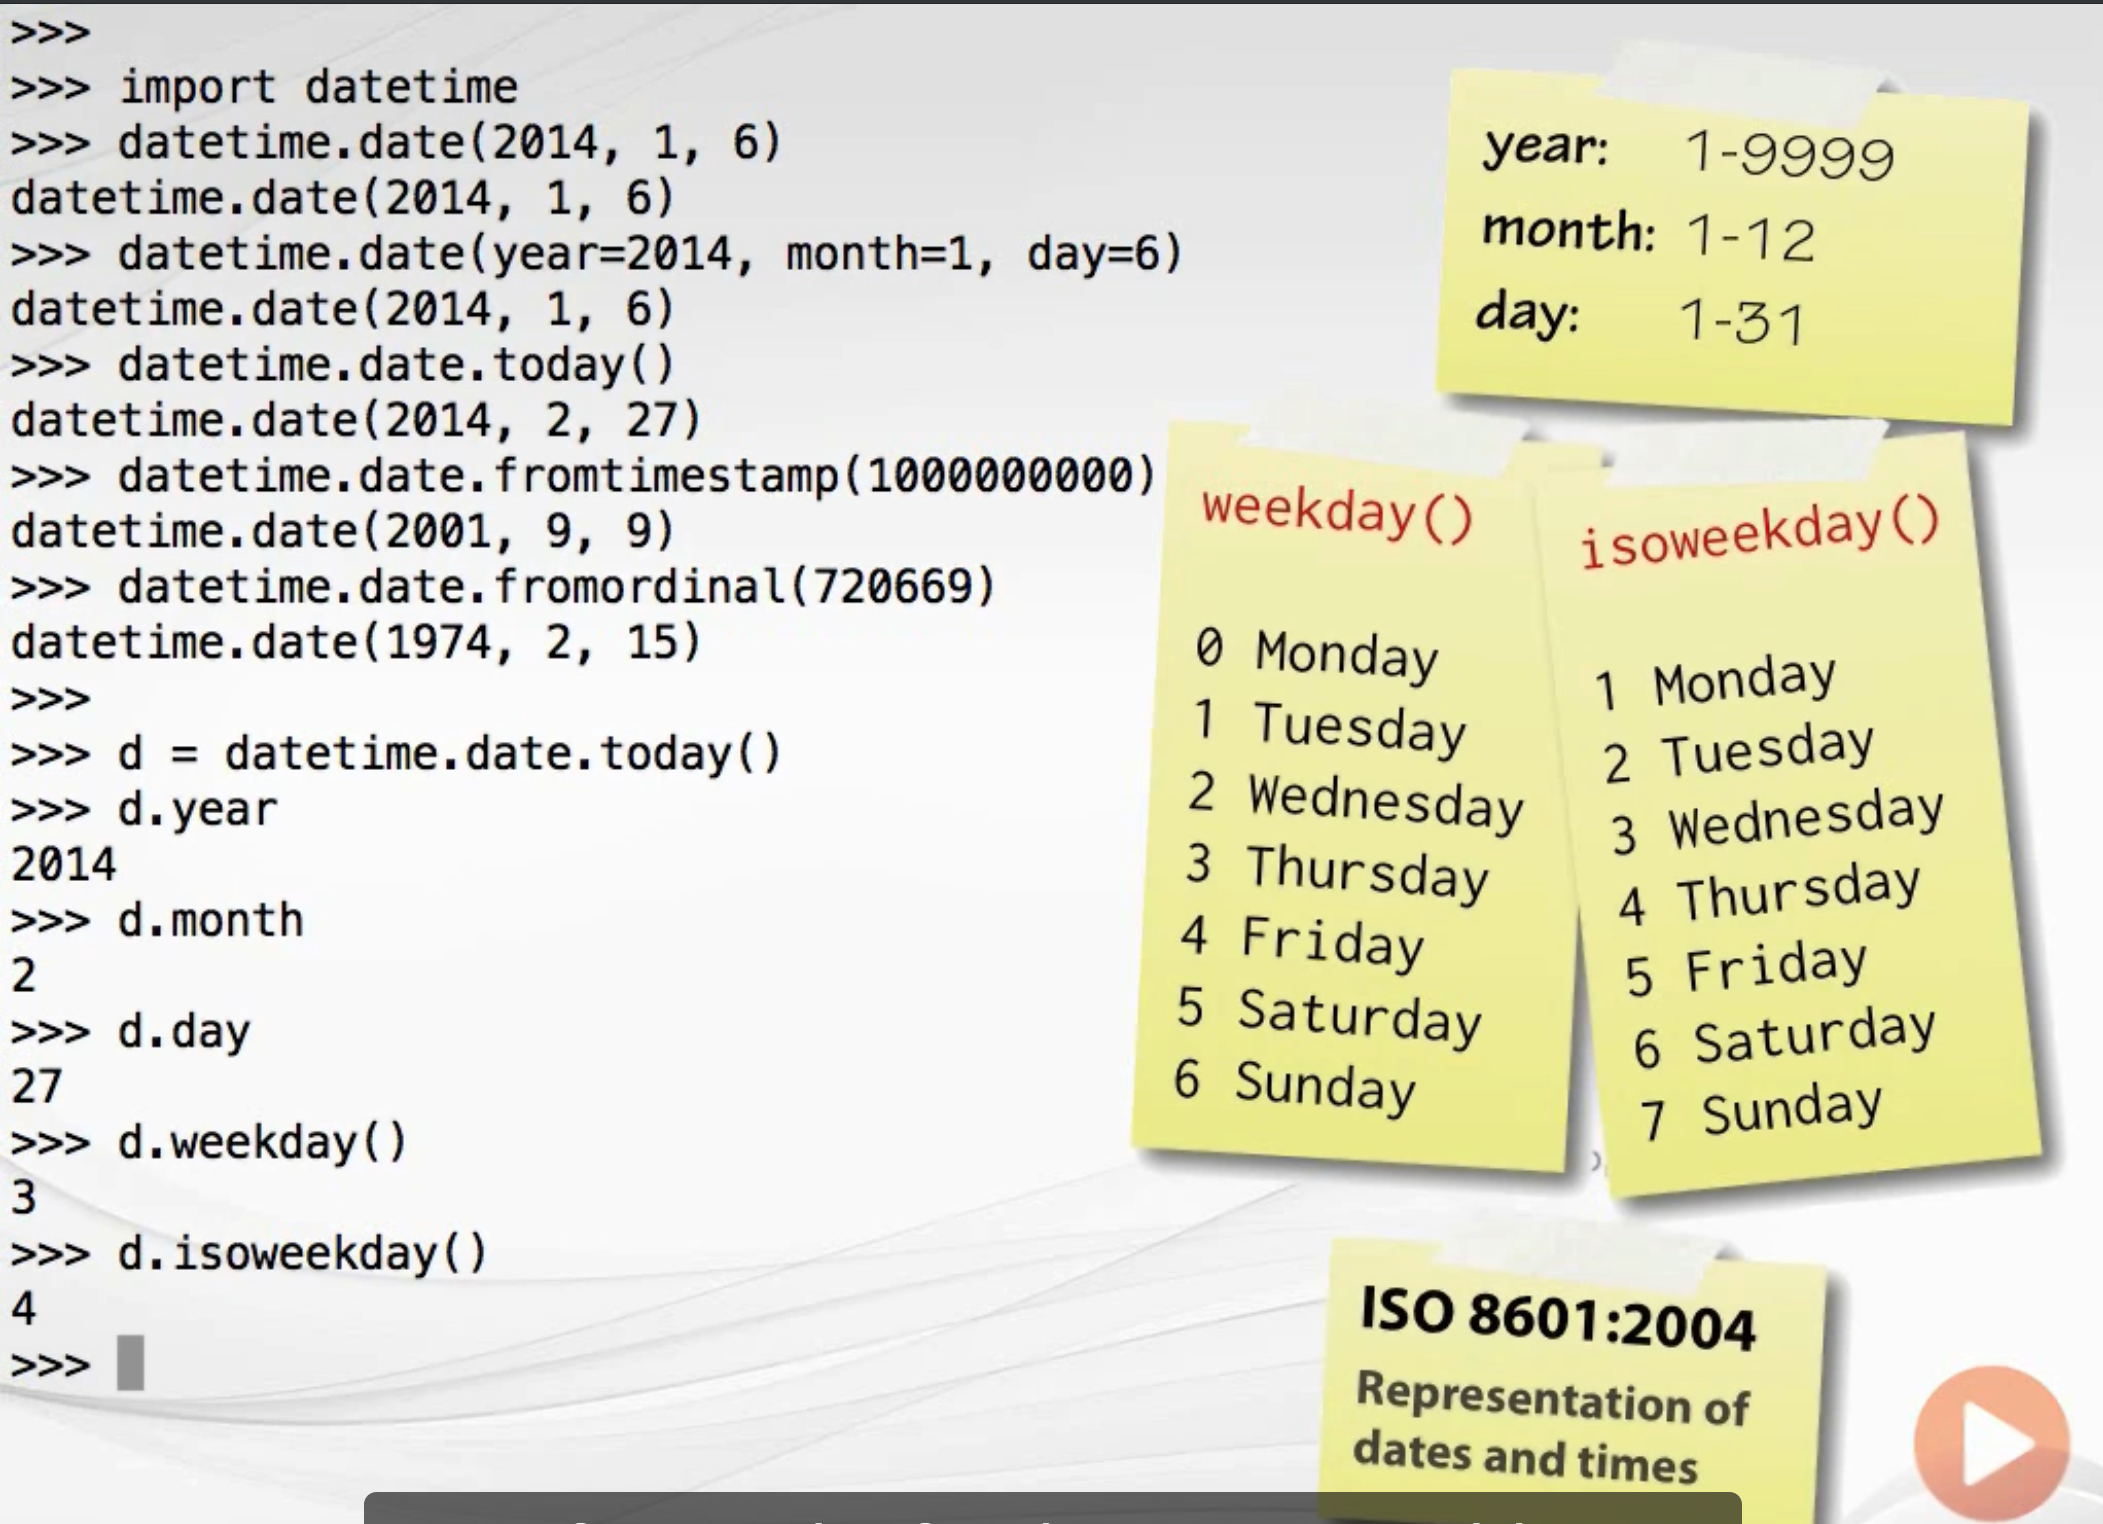 >>>
>>> import datetime
>>> datetime.date(2014, 1, 6)
datetime.date(2014, 1, 6)
>>> datetime.date(year=2014, month=1, day=6)
datetime.date(2014, 1, 6)
>>> datetime.date.today()
datetime.date(2014, 2, 27)
>>> datetime.date.fromtimestamp(1000000000)
datetime.date(2001, 9, 9)
>>> datetime.date.fromordinal(720669)
datetime.date(1974, 2, 15)
>>>
>>> d = datetime.date.today()
>>> d.year
2014
>>> d.month
2
>>> d.day
27
>>> d.weekday()
3
>>> d.isoweekday()
4
>>>
year: 1-9999
month: 1-12
day: 1-31
weekday()
0 Monday
1 Tuesday
2 Wednesday
3 Thursday
4 Friday
5 Saturday
6 Sunday
isoweekday()
1 Monday
2 Tuesday
3 Wednesday
4 Thursday
5 Friday
6 Saturday
7 Sunday
ISO 8601:2004
Representation of
dates and times